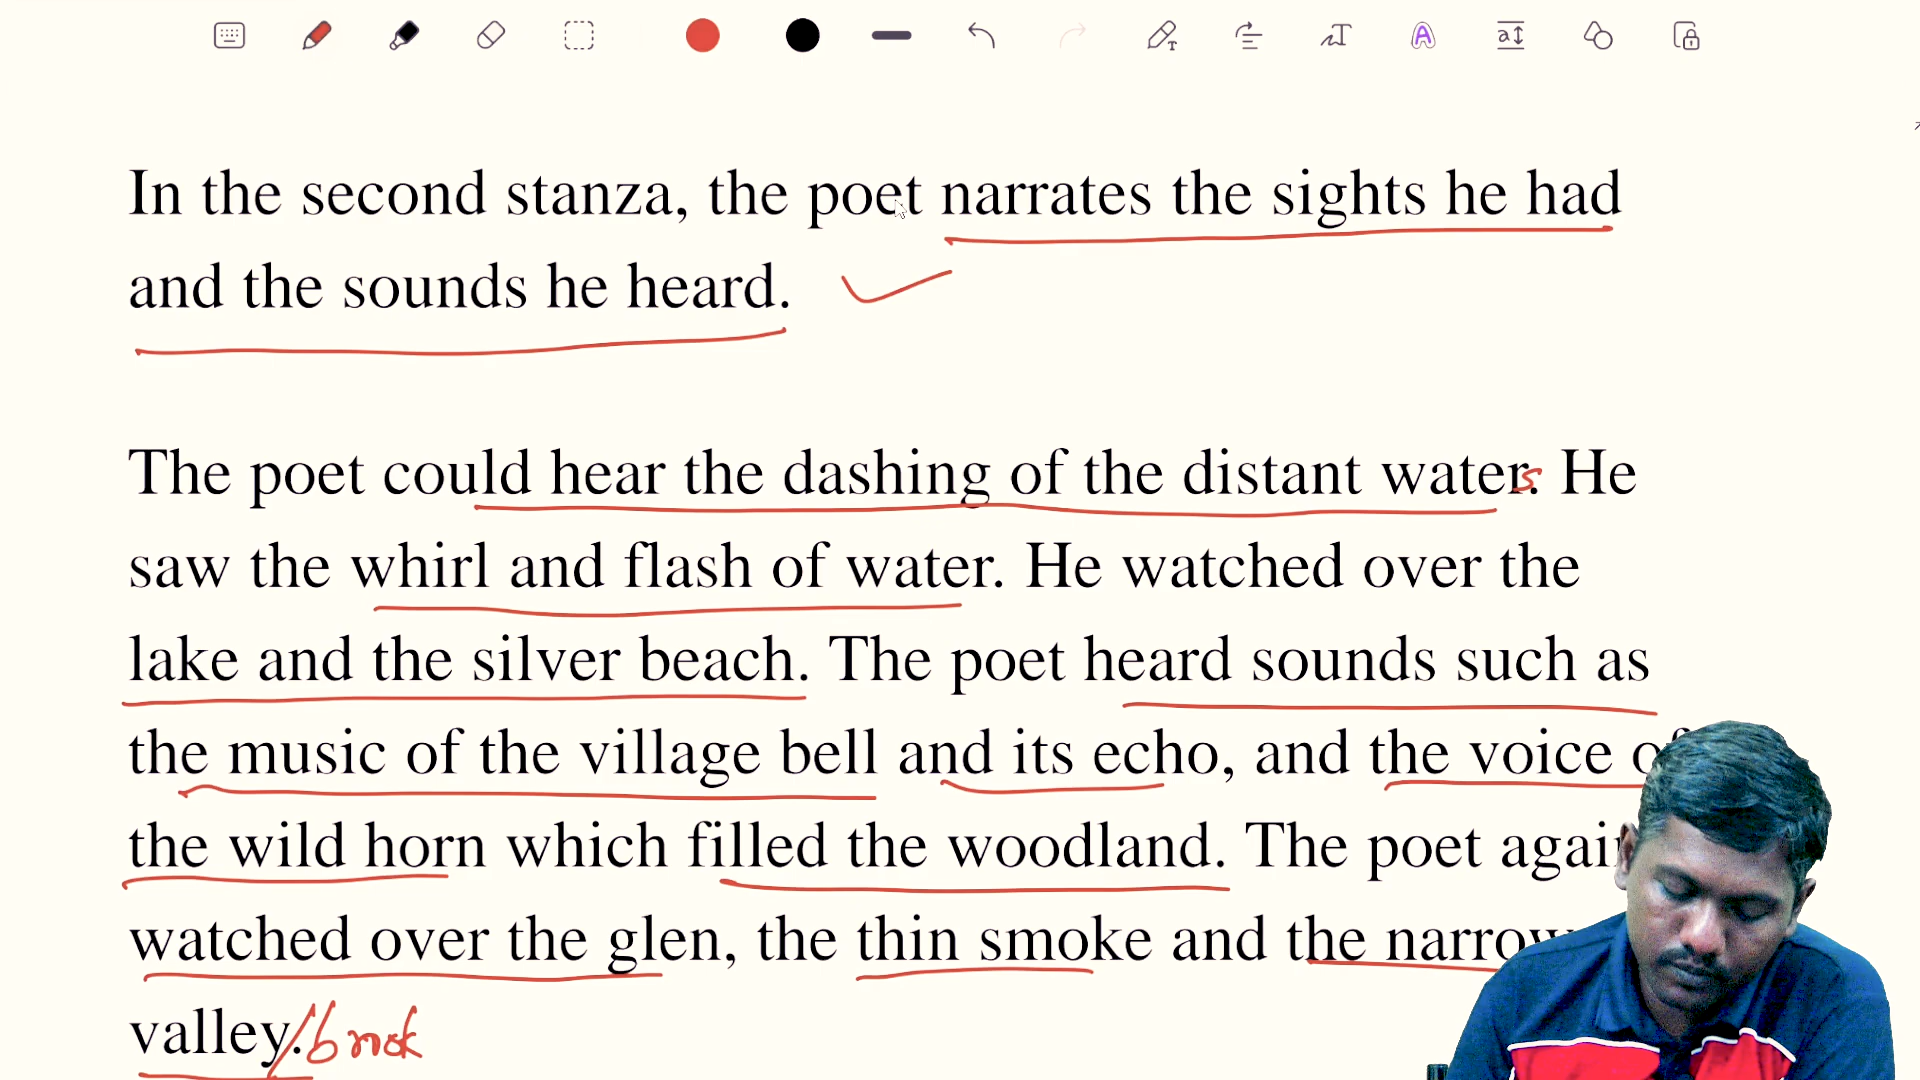 In the second stanza, the poet narrates the sights he had
and the sounds he heard.
The poet could hear the dashing of the distant waters. He
saw the whirl and flash of water. He watched over the
lake and the silver beach. The poet heard sounds such as
the music of the village bell and its echo, and the voice of
the wild horn which filled the woodland. The poet again
watched over the glen, the thin smoke and the narrow
valley./brook